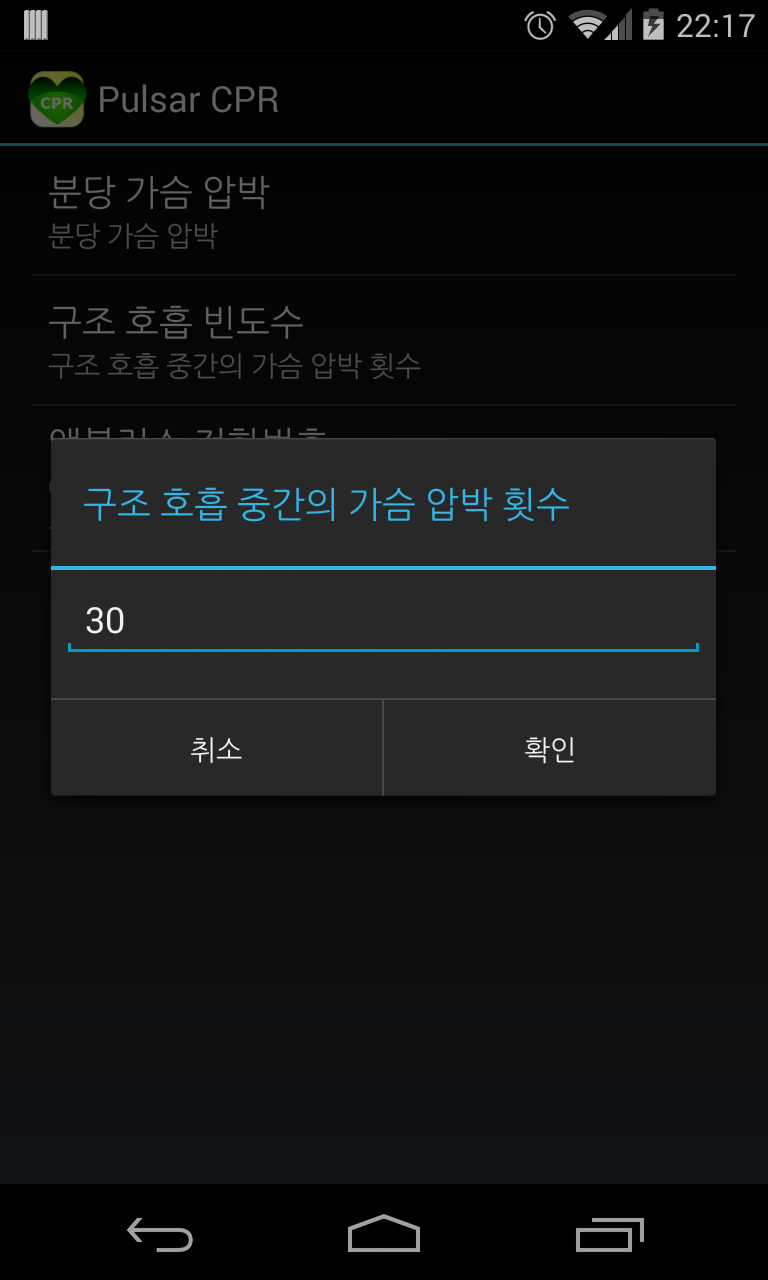 22:17
CPR
Pulsar CPR
분당 가슴 압박
분당 가슴 압박
구조 호흡 빈도수
구조 호흡 중간의 가슴 압박 횟수
구조 호흡 중간의 가슴 압박 횟수
30
취소
확인